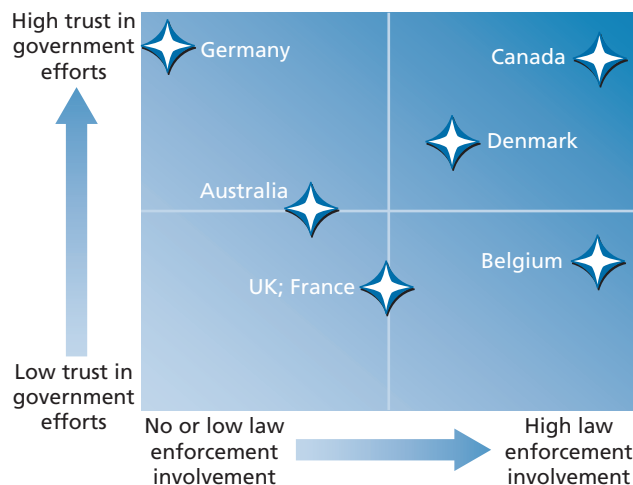 High trust in
government
efforts
Germany
Canada
Denmark
Australia
Belgium
UK; France
Low trust in
government
efforts
No or low law
enforcement
involvement
High law
enforcement
involvement